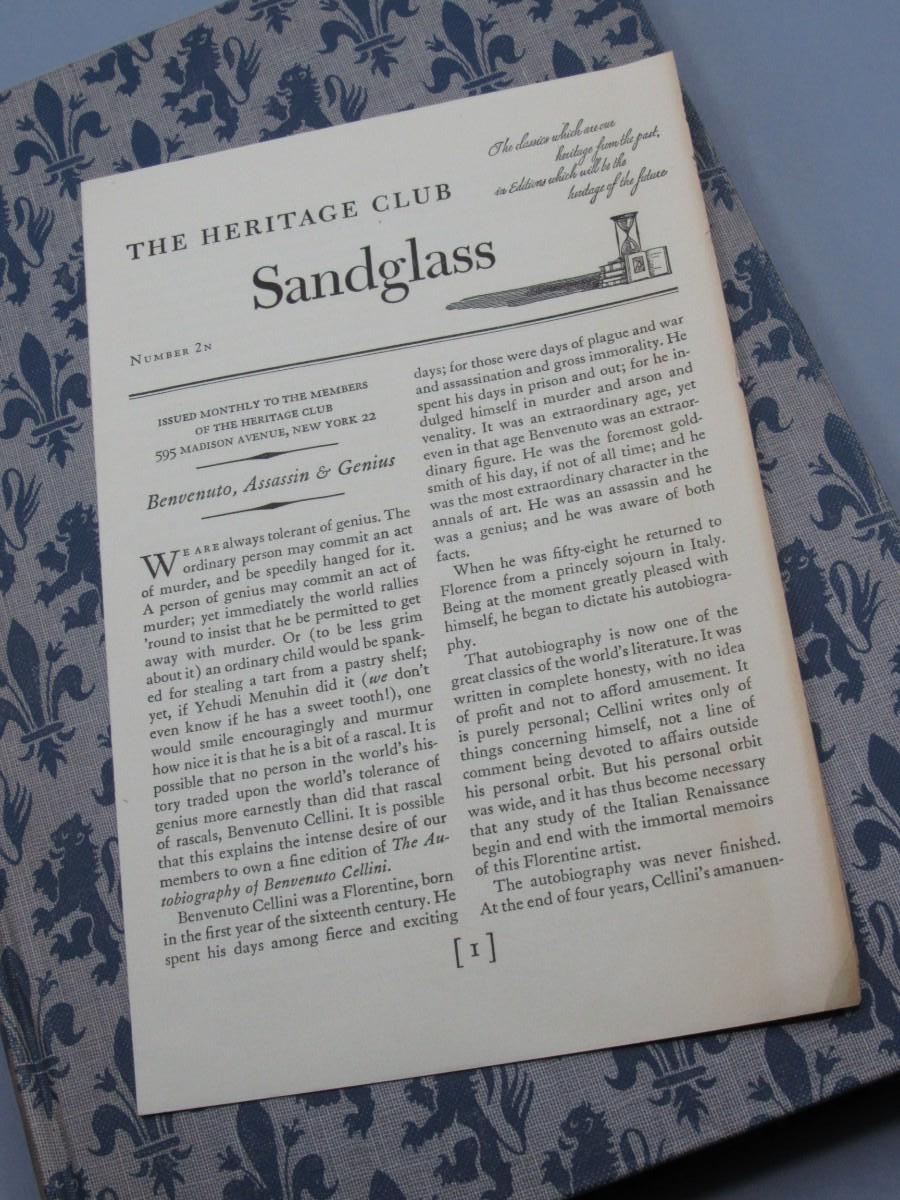 The classics which are our
heritage from the past,
in Editions which will be the
heritage of the future
THE HERITAGE CLUB
Sandglass
NUMBER 2N
ISSUED MONTHLY TO THE MEMBERS
OF THE HERITAGE CLUB
595 MADISON AVENUE, NEW YORK 22
Benvenuto, Assassin & Genius
WE ARE always tolerant of genius. The
ordinary person may commit an act
of murder, and be speedily hanged for it.
A person of genius may commit an act of
murder; yet immediately the world rallies
'round to insist that he be permitted to get
away with murder. Or (to be less grim
about it) an ordinary child would be spank-
ed for stealing a tart from a pastry shelf;
yet, if Yehudi Menuhin did it (we don't
even know if he has a sweet tooth!), one
would smile encouragingly and murmur
how nice it is that he is a bit of a rascal. It is
possible that no person in the world's his-
tory traded upon the world's tolerance of
genius more earnestly than did that rascal
of rascals, Benvenuto Cellini. It is possible
that this explains the intense desire of our
members to own a fine edition of The Au-
tobiography of Benvenuto Cellini.
Benvenuto Cellini was a Florentine, born
in the first year of the sixteenth century. He
spent his days among fierce and exciting
days; for those were days of plague and war
and assassination and gross immorality. He
spent his days in prison and out; for he in-
dulged himself in murder and arson and
venality. It was an extraordinary age, yet
even in that age Benvenuto was an extraor-
dinary figure. He was the foremost gold-
smith of his day, if not of all time; and he
was the most extraordinary character in the
annals of art. He was an assassin and he
was a genius; and he was aware of both
facts.
When he was fifty-eight he returned to
Florence from a princely sojourn in Italy.
Being at the moment greatly pleased with
himself, he began to dictate his autobiogra-
phy.
That autobiography is now one of the
great classics of the world's literature. It was
written in complete honesty, with no idea
of profit and not to afford amusement. It
is purely personal; Cellini writes only of
things concerning himself, not a line of
comment being devoted to affairs outside
his personal orbit. But his personal orbit
was wide, and it has thus become necessary
that any study of the Italian Renaissance
begin and end with the immortal memoirs
of this Florentine artist.
The autobiography was never finished.
At the end of four years, Cellini's amanuen-
[1]